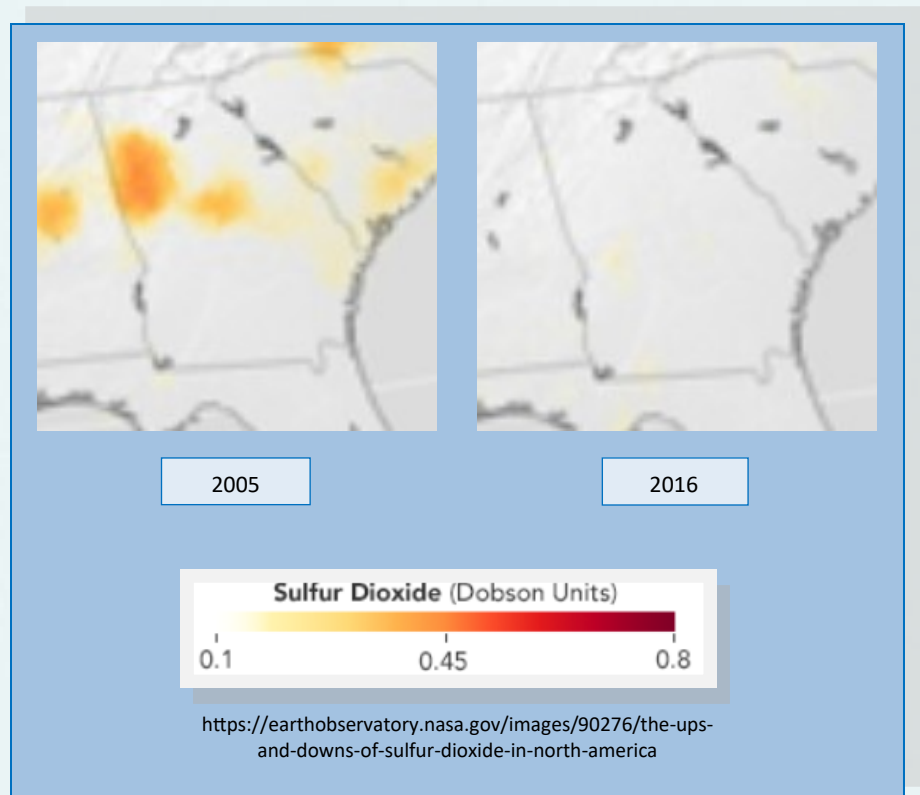 2005
2016
Sulfur Dioxide (Dobson Units)
0.1 0.45 0.8
https://earthobservatory.nasa.gov/images/90276/the-ups-
and-downs-of-sulfur-dioxide-in-north-america